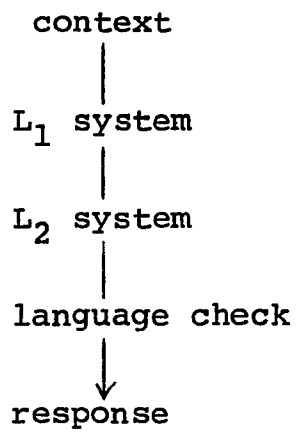 context
L1 system
L2 system
language check
response